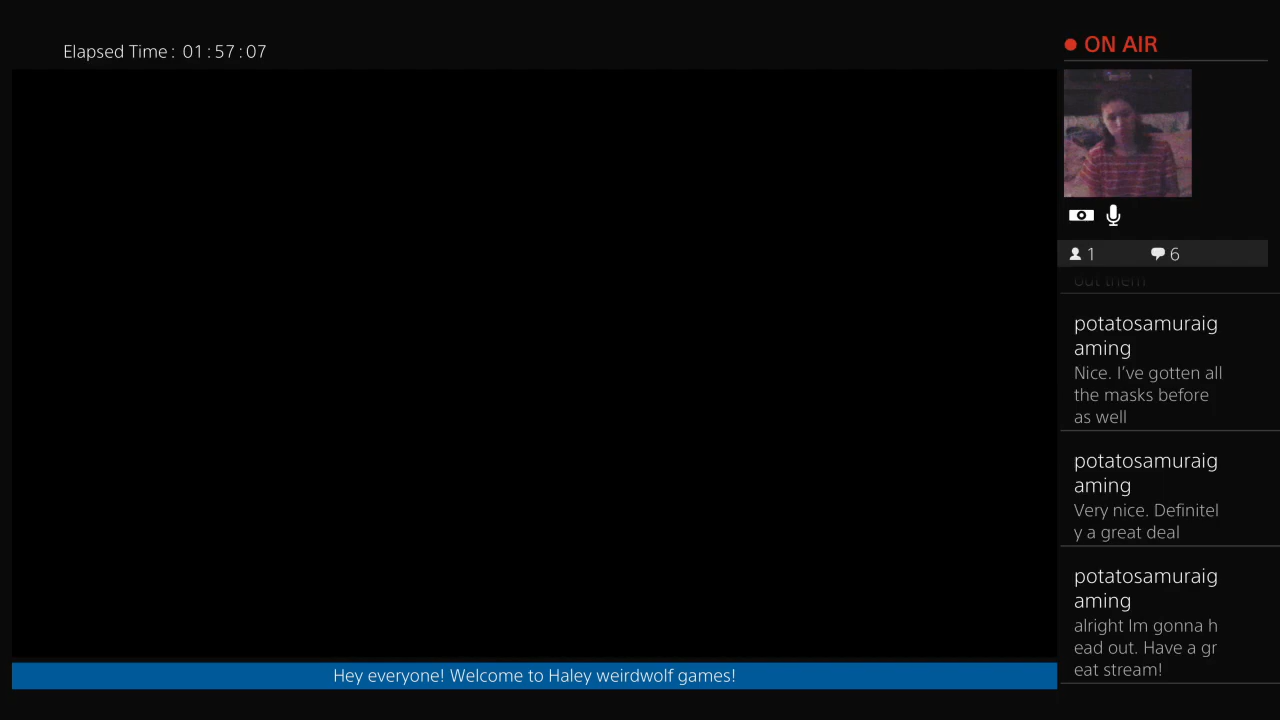 Elapsed Time: 01:57:07
ON AIR
1
6
out them
potatosamuraig
aming
Nice. I've gotten all
the masks before
as well
potatosamuraig
aming
Very nice. Definitel
y a great deal
potatosamuraig
aming
alright Im gonna h
ead out. Have a gr
eat stream!
Hey everyone! Welcome to Haley weirdwolf games!